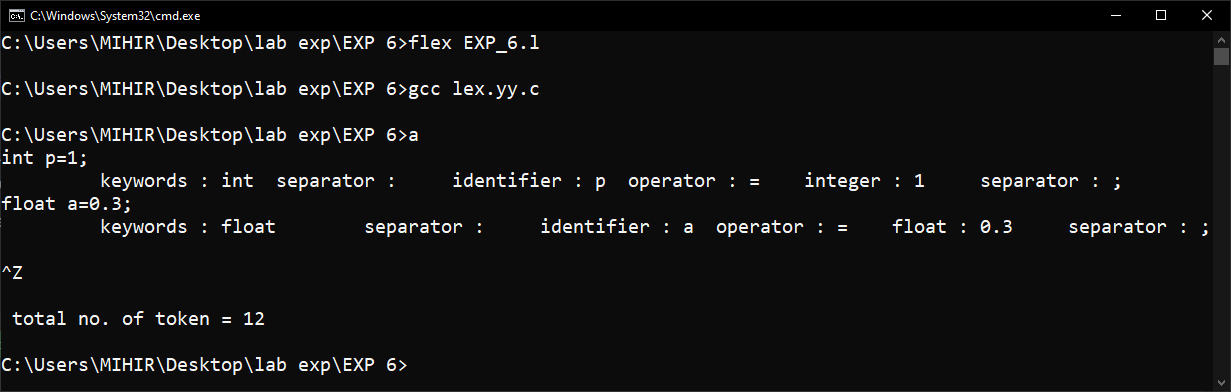 C:\Windows\System32\cmd.exe
C:\Users\MIHIR\Desktop\lab exp\EXP 6>flex EXP_6.l
C:\Users\MIHIR\Desktop\lab exp\EXP 6>gcc lex.yy.c
C:\Users\MIHIR\Desktop\lab exp\EXP 6>a
int p=1;
         keywords : int  separator :     identifier : p  operator : =    integer : 1     separator : ;
float a=0.3;
         keywords : float        separator :     identifier : a  operator : =    float : 0.3     separator : ;
^Z
 total no. of token = 12
C:\Users\MIHIR\Desktop\lab exp\EXP 6>